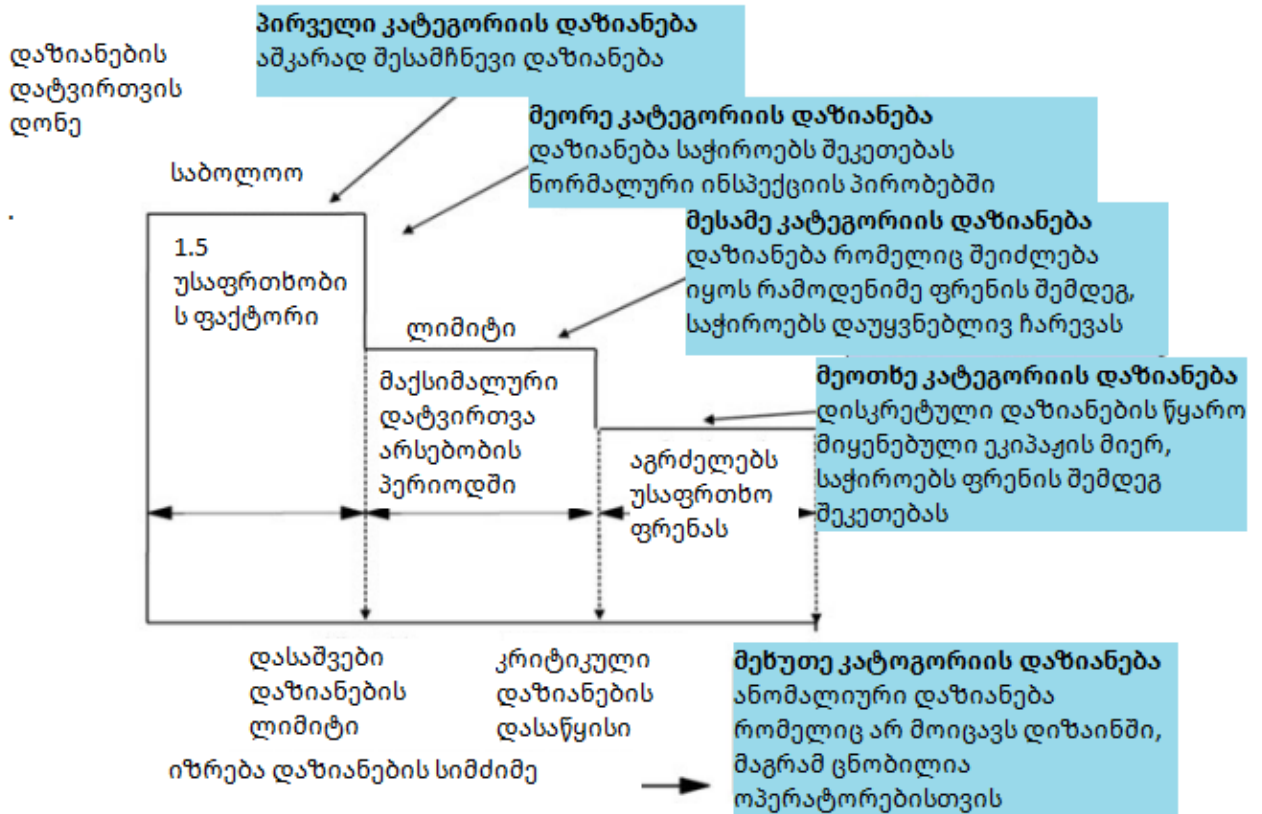 დაზიანების
დატვირთვის
დონე
პირველი კატეგორიის დაზიანება
აშკარად შესამჩნევი დაზიანება
მეორე კატეგორიის დაზიანება
დაზიანება საჭიროებს შეკეთებას
ნორმალური ინსპექციის პირობებში
საბოლოო
მესამე კატეგორიის დაზიანება
დაზიანება რომელიც შეიძლება
იყოს რამოდენიმე ფრენის შემდეგ,
საჭიროებს დაუყვნებლივ ჩარევას
1.5
უსაფრთხობი
ს ფაქტორი
ლიმიტი
მეოთხე კატეგორიის დაზიანება
დისკრეტული დაზიანების წყარო
მიყენებული ეკიპაჟის მიერ,
საჭიროებს ფრენის შემდეგ
შეკეთებას
მაქსიმალური
დატვირთვა
არსებობის
პერიოდში
აგრძელებს
უსაფრთხო
ფრენას
დასაშვები
დაზიანების
ლიმიტი
კრიტიკული
დაზიანების
დასაწყისი
მეხუთე კატოგორიის დაზიანება
ანომალიური დაზიანება
რომელიც არ მოიცავს დიზაინში,
მაგრამ ცნობილია
ოპერატორებისთვის
იზრება დაზიანების სიმძიმე